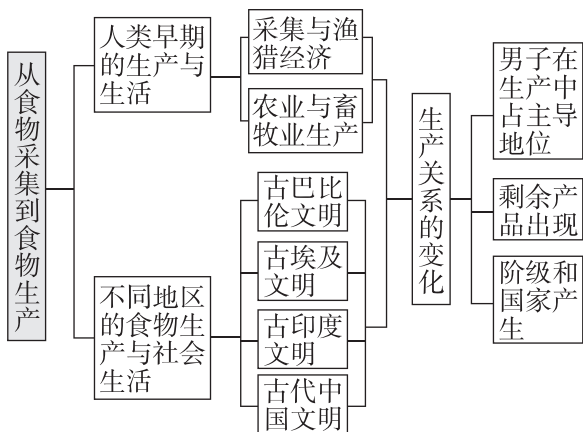 从食物采集到食物生产
人类早期
的生产与
生活
采集与渔
猎经济
农业与畜
牧业生产
不同地区
的食物生
产与社会
生活
古巴比
伦文明
古埃及
文明
古印度
文明
古代中
国文明
生产关系的变化
男子在
生产中
占主导
地位
剩余产
品出现
阶级和
国家产
生